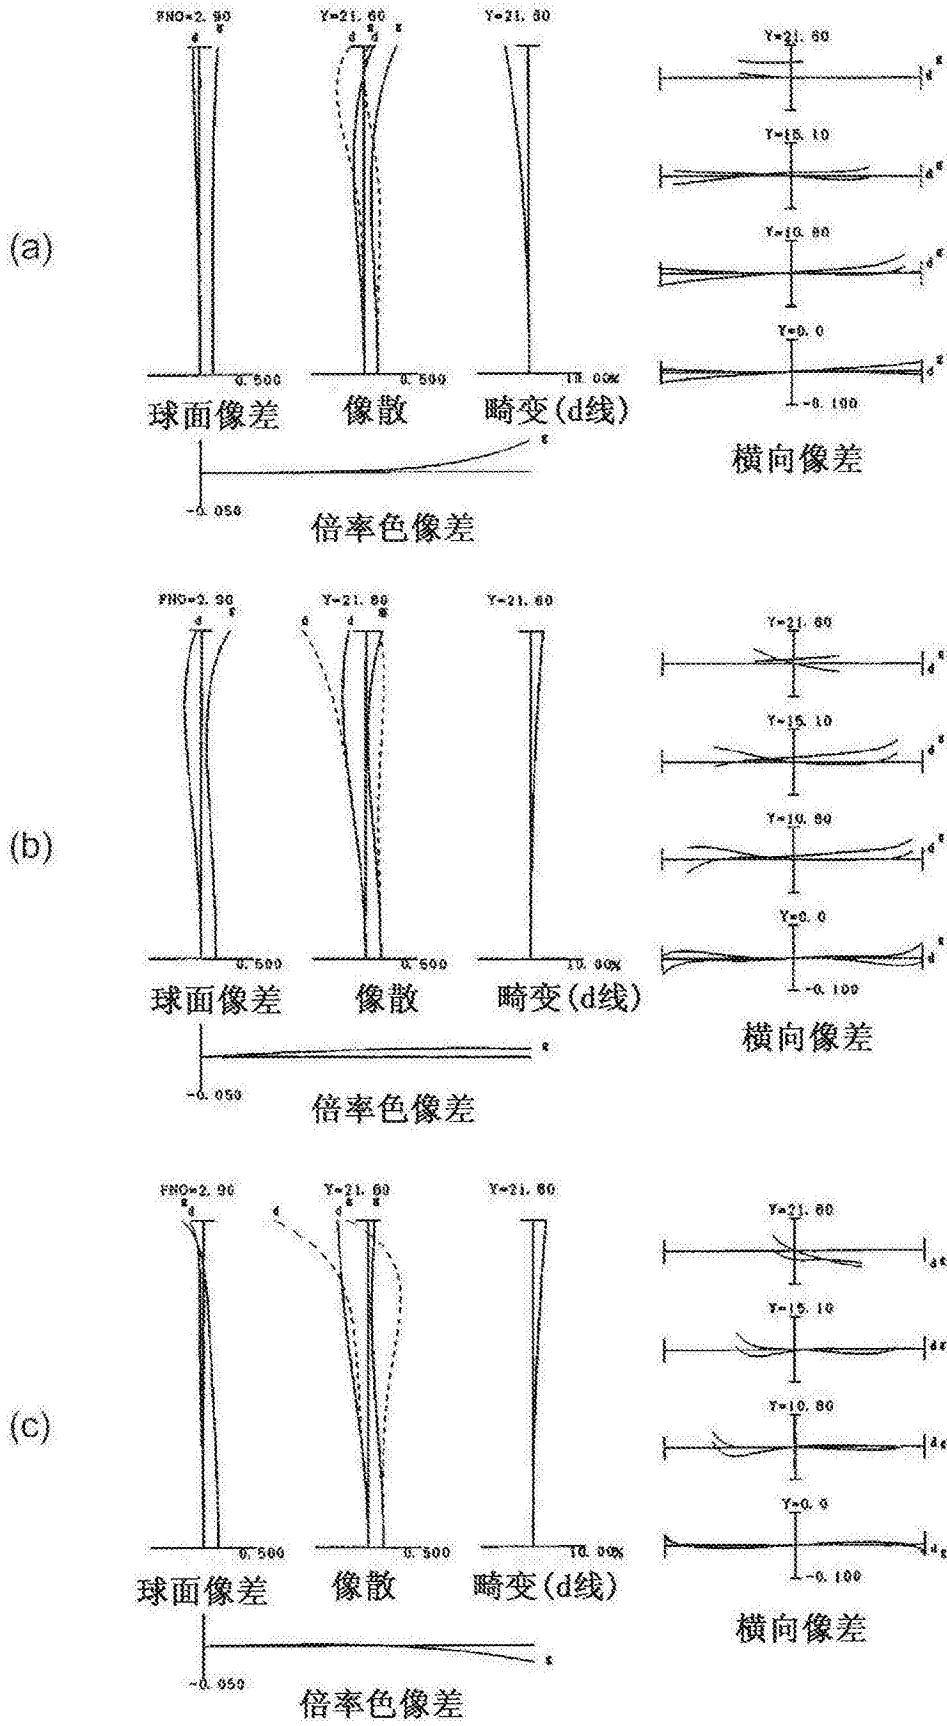 (a)
FNO=2.90
d g
Y=21.60
d g d g
Y=21.60
0.500
0.500
10.00%
球面像差
像散
畸变(d线)
g
-0.050
倍率色像差
Y=21.60
d g
Y=15.10
d g
Y=10.80
d g
Y=0.0
d g
-0.100
横向像差
(b)
FNO=2.90
d g
Y=21.60
d d g
Y=21.60
0.500
0.500
10.00%
球面像差
像散
畸变(d线)
g
-0.050
倍率色像差
Y=21.60
d g
Y=15.10
d g
Y=10.80
d g
Y=0.0
d g
-0.100
横向像差
(c)
FNO=2.90
g d
Y=21.60
d d g g
Y=21.60
0.500
0.500
10.00%
球面像差
像散
畸变(d线)
g
-0.050
倍率色像差
Y=21.60
d g
Y=15.10
d g
Y=10.80
d g
Y=0.0
d g
-0.100
横向像差